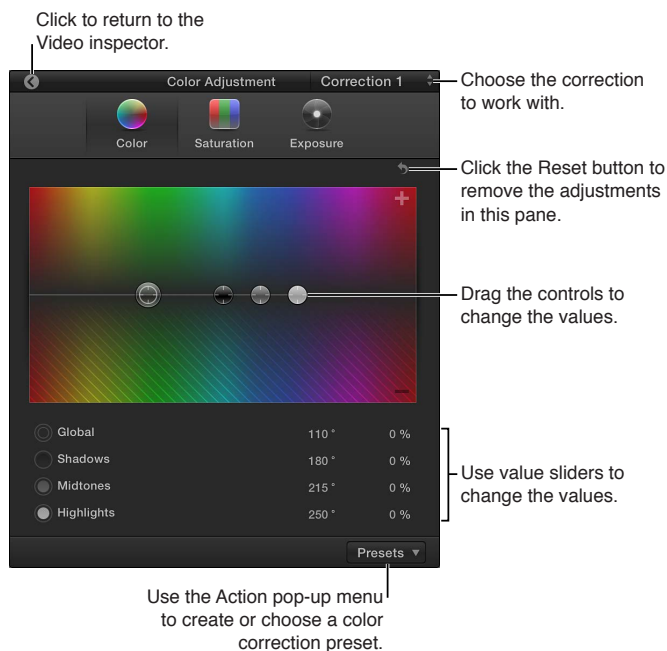 Click to return to the
Video inspector.
Color Adjustment
Correction 1
Choose the correction
to work with.
Color
Saturation
Exposure
Click the Reset button to
remove the adjustments
in this pane.
Drag the controls to
change the values.
Global 110 ° 0 %
Shadows 180 ° 0 %
Midtones 215 ° 0 %
Highlights 250 ° 0 %
Use value sliders to
change the values.
Presets
Use the Action pop-up menu
to create or choose a color
correction preset.